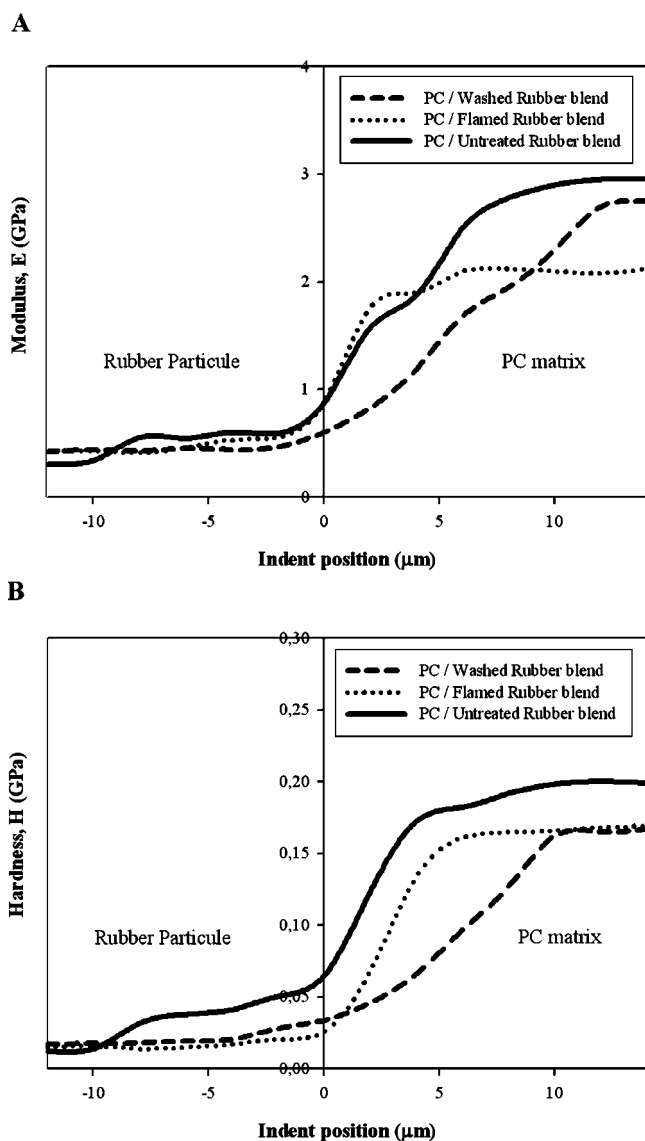 A
4
PC / Washed Rubber blend
PC / Flamed Rubber blend
PC / Untreated Rubber blend
3
Modulus, E (GPa)
2
Rubber Particule
PC matrix
1
0
-10
-5
0
5
10
Indent position (μm)
B
0,30
PC / Washed Rubber blend
PC / Flamed Rubber blend
PC / Untreated Rubber blend
0,25
Hardness, H (GPa)
0,20
0,15
Rubber Particule
PC matrix
0,10
0,05
0,00
-10
-5
0
5
10
Indent position (μm)